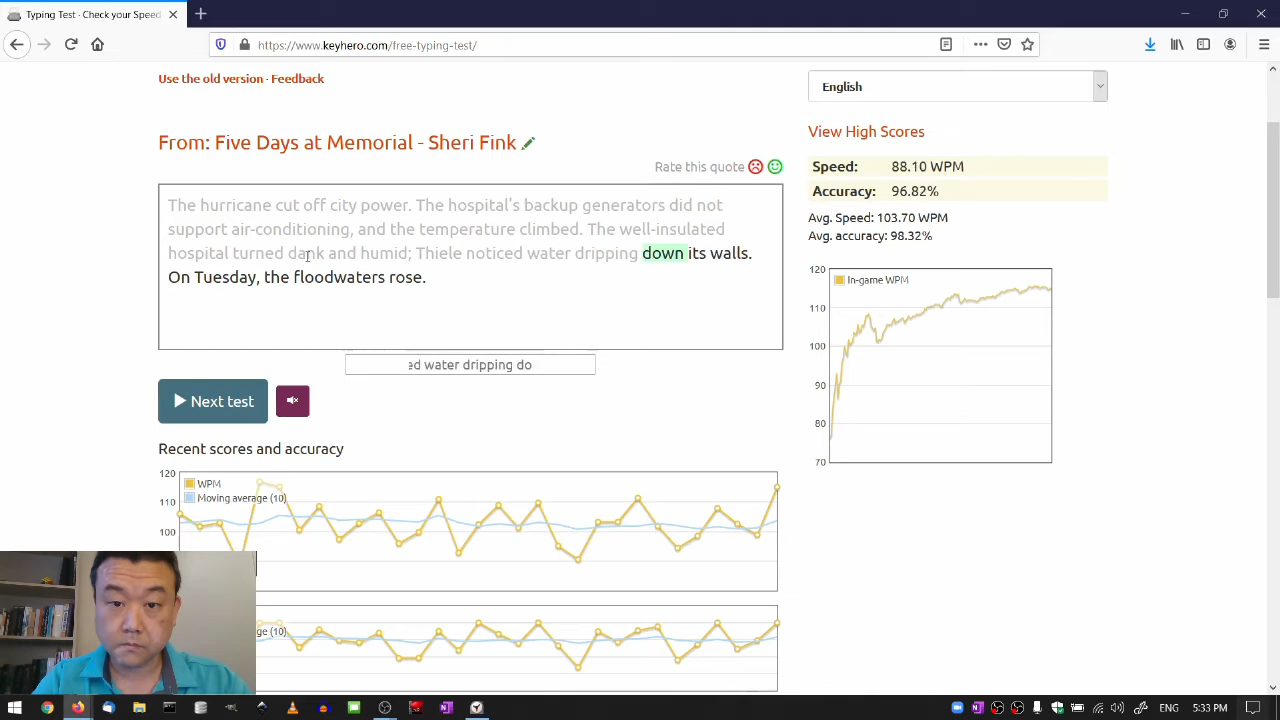 Typing Test - Check your Speed
https://www.keyhero.com/free-typing-test/
Use the old version · Feedback
English
From: Five Days at Memorial - Sheri Fink
View High Scores
Rate this quote
Speed: 88.10 WPM
Accuracy: 96.82%
Avg. Speed: 103.70 WPM
Avg. accuracy: 98.32%
The hurricane cut off city power. The hospital's backup generators did not
support air-conditioning, and the temperature climbed. The well-insulated
hospital turned dank and humid; Thiele noticed water dripping down its walls.
On Tuesday, the floodwaters rose.
ed water dripping do
Next test
120
In-game WPM
110
100
90
80
70
Recent scores and accuracy
120
WPM
Moving average (10)
110
100
age (10)
ENG
5:33 PM